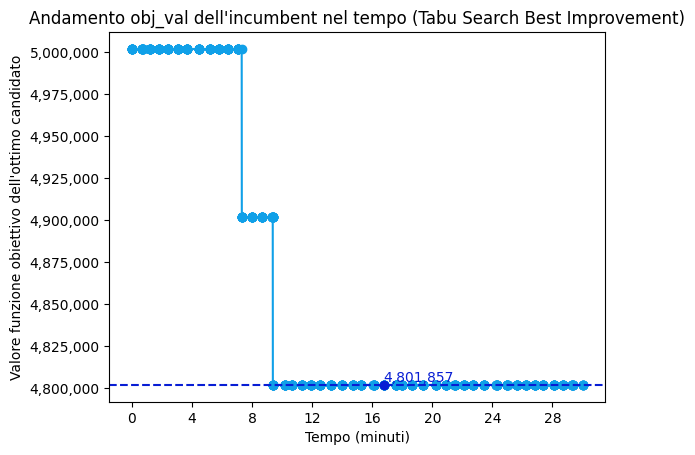 Andamento obj_val dell'incumbent nel tempo (Tabu Search Best Improvement)
Valore funzione obiettivo dell'ottimo candidato
5,000,000
4,975,000
4,950,000
4,925,000
4,900,000
4,875,000
4,850,000
4,825,000
4,800,000
4,801,857
0 4 8 12 16 20 24 28
Tempo (minuti)